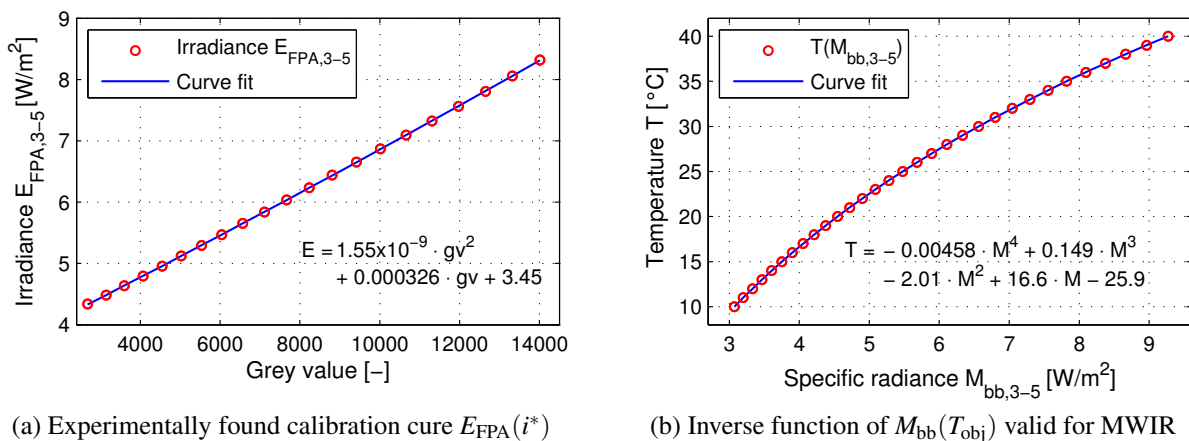 9
8
7
6
5
4
Irradiance E_FPA,3−5 [W/m²]
Irradiance E_FPA,3−5
Curve fit
E = 1.55x10⁻⁹ · gv²
+ 0.000326 · gv + 3.45
4000 6000 8000 10000 12000 14000
Grey value [−]
(a) Experimentally found calibration cure E_FPA(i*)
40
35
30
25
20
15
10
Temperature T [°C]
T(M_bb,3−5)
Curve fit
T = − 0.00458 · M⁴ + 0.149 · M³
− 2.01 · M² + 16.6 · M − 25.9
3 4 5 6 7 8 9
Specific radiance M_bb,3−5 [W/m²]
(b) Inverse function of M_bb(T_obj) valid for MWIR